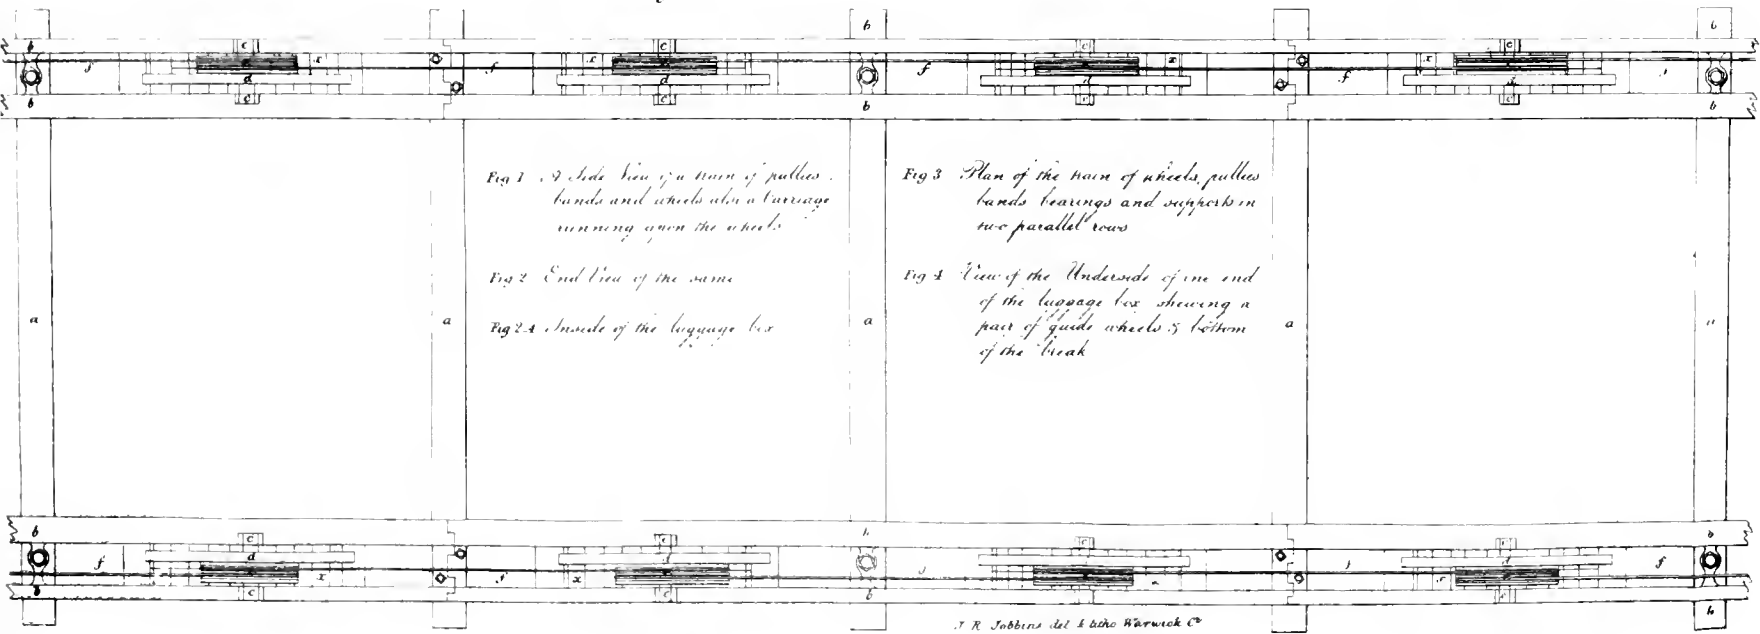 Fig 1 A Side View of a train of pullies
bands and wheels also a Carriage
running upon the wheels
Fig 2 End View of the same
Fig 2.4 Inside of the luggage box
Fig 3 Plan of the train of wheels, pullies
bands bearings and supports in
two parallel rows
Fig 4 View of the Underside of one end
of the luggage box shewing a
pair of guide wheels & bottom
of the break
b c b c b
f d x f x d f d x f x d
b c c b c c b
a a a a
b c b c b
f d x f x f
b c c b b
J. R. Jobbins del & litho Warwick Ct